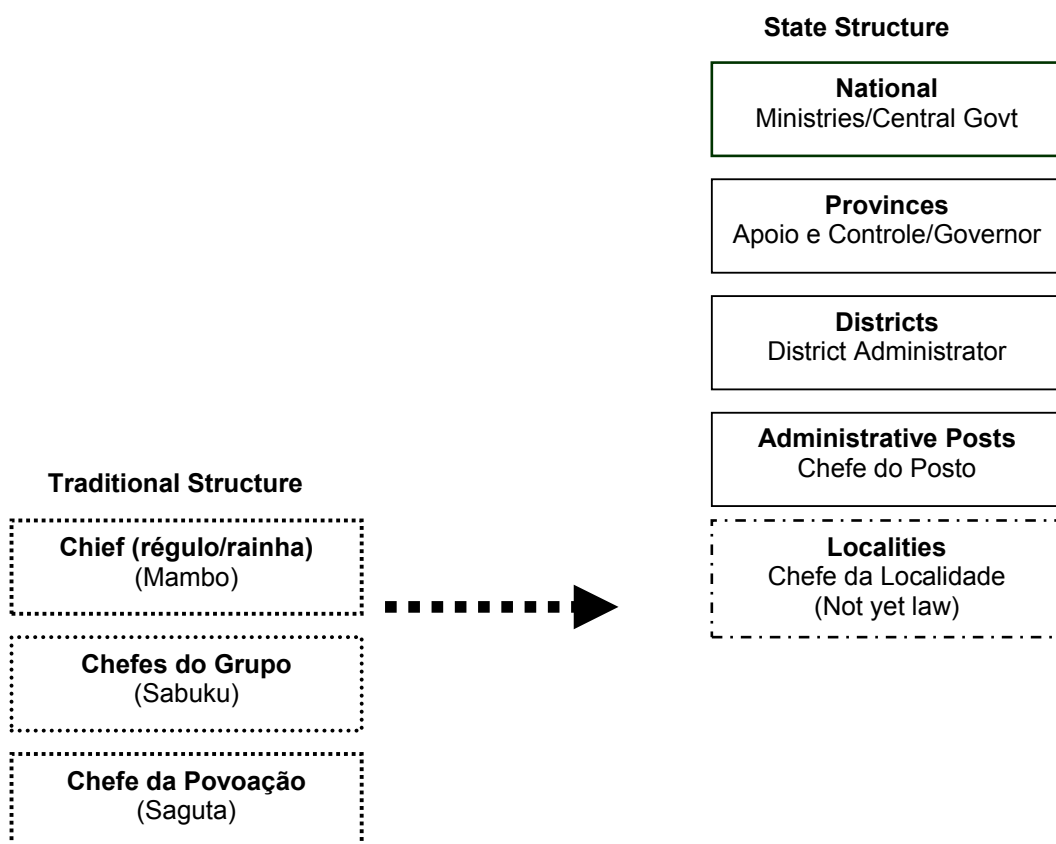 State Structure
National
Ministries/Central Govt
Provinces
Apoio e Controle/Governor
Districts
District Administrator
Administrative Posts
Chefe do Posto
Localities
Chefe da Localidade
(Not yet law)
Traditional Structure
Chief (régulo/rainha)
(Mambo)
Chefes do Grupo
(Sabuku)
Chefe da Povoação
(Saguta)